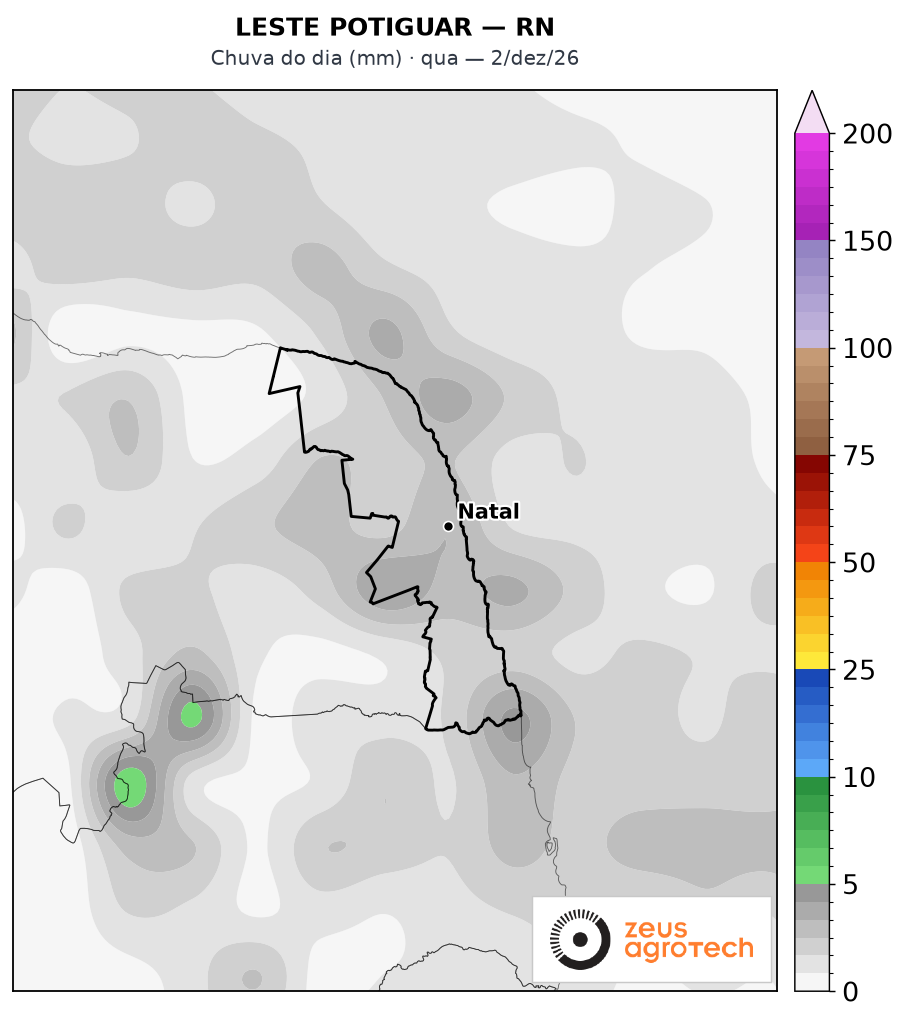 LESTE POTIGUAR — RN
Chuva do dia (mm) · qua — 2/dez/26
200
150
100
75
50
25
10
5
0
Natal
zeus
agroTech